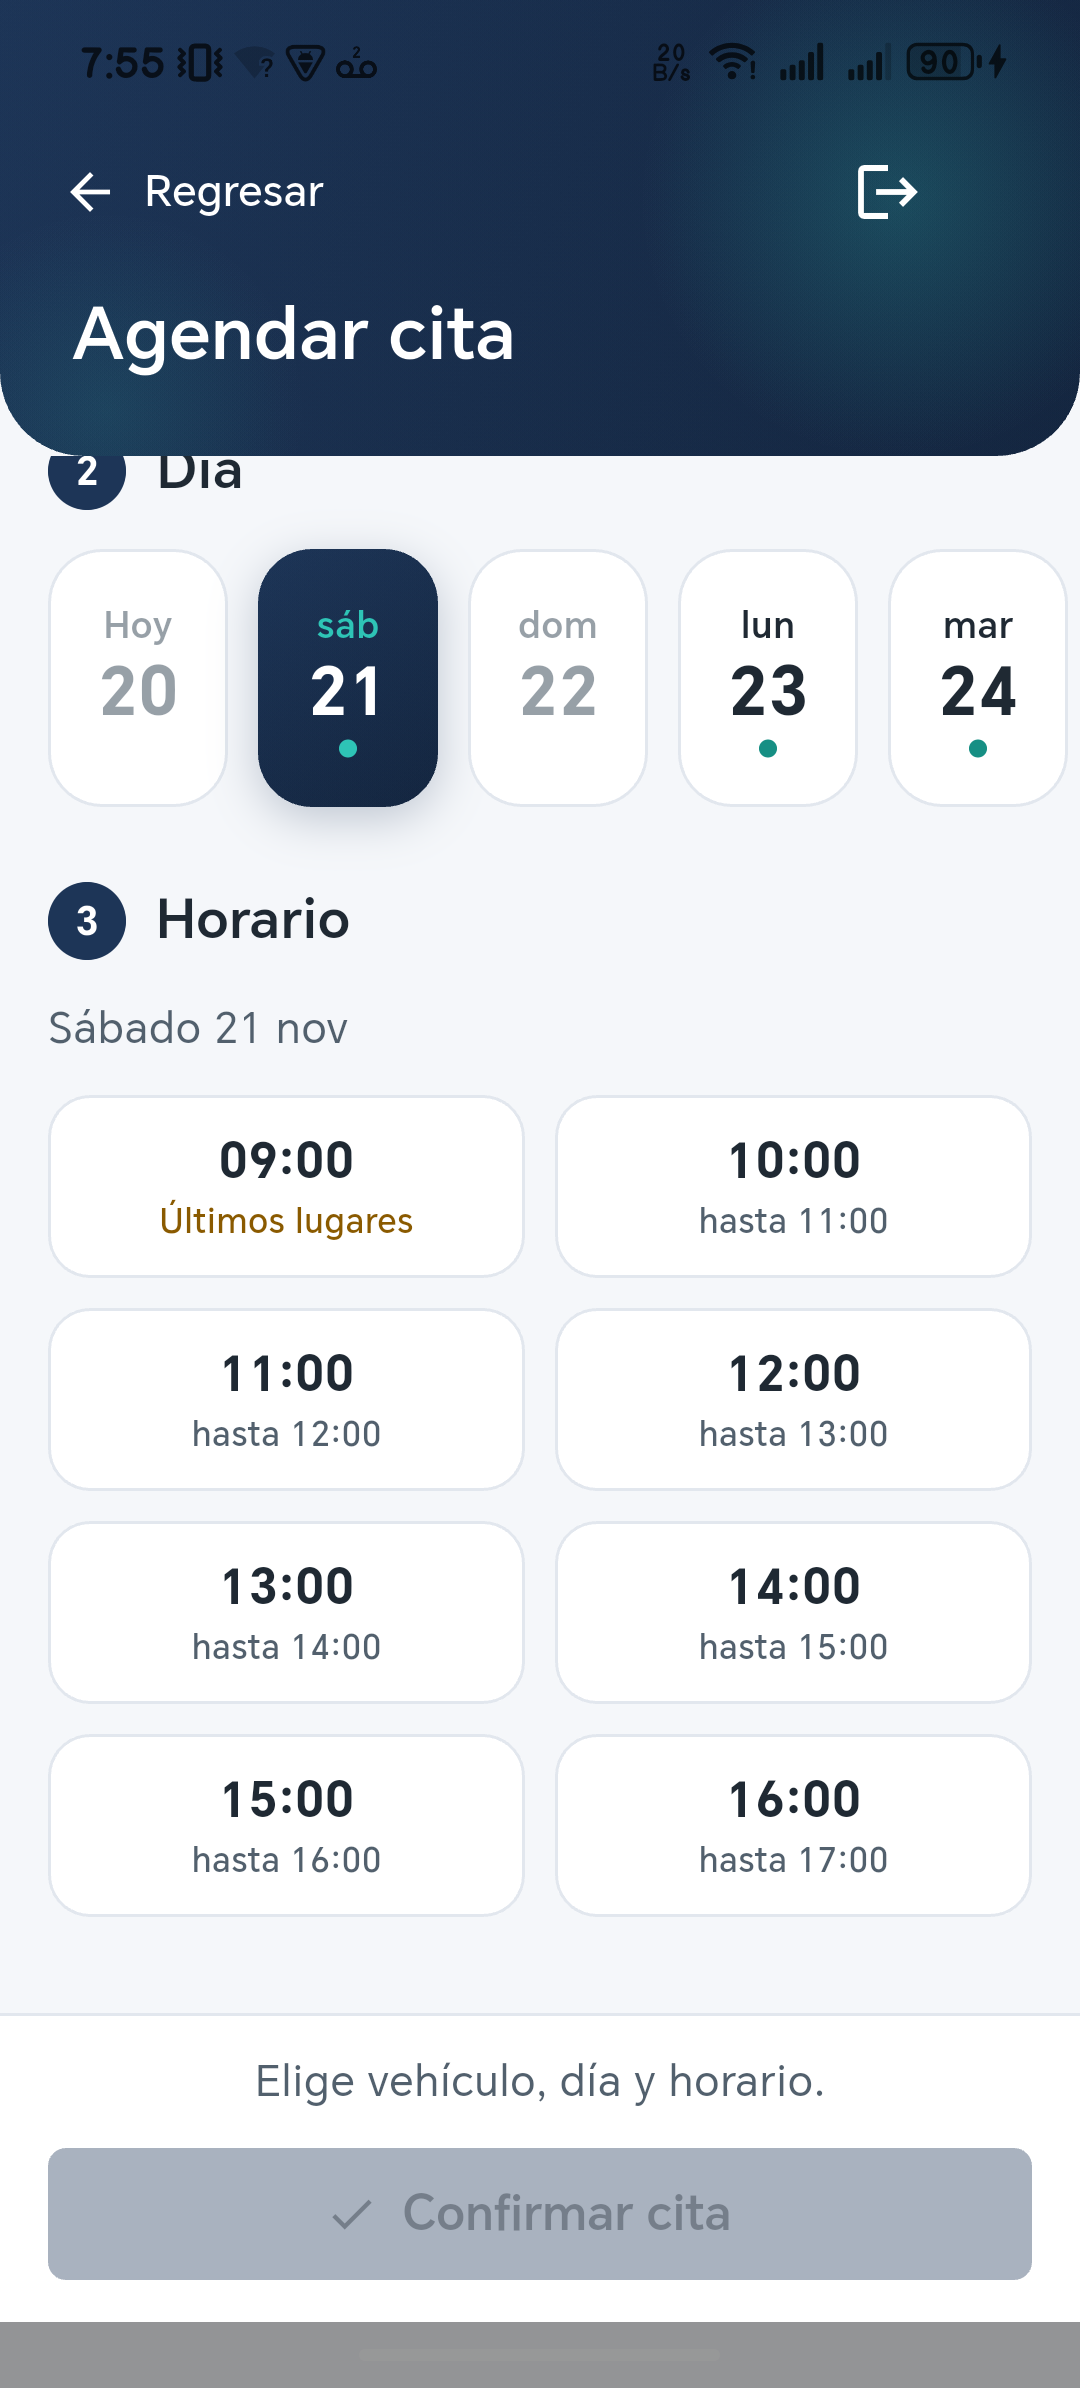 7:55 ? 2 20 B/s ! 90
Regresar
Agendar cita
2 Día
Hoy sáb dom lun mar
20 21 22 23 24
3 Horario
Sábado 21 nov
09:00 10:00
Últimos lugares hasta 11:00
11:00 12:00
hasta 12:00 hasta 13:00
13:00 14:00
hasta 14:00 hasta 15:00
15:00 16:00
hasta 16:00 hasta 17:00
Elige vehículo, día y horario.
Confirmar cita